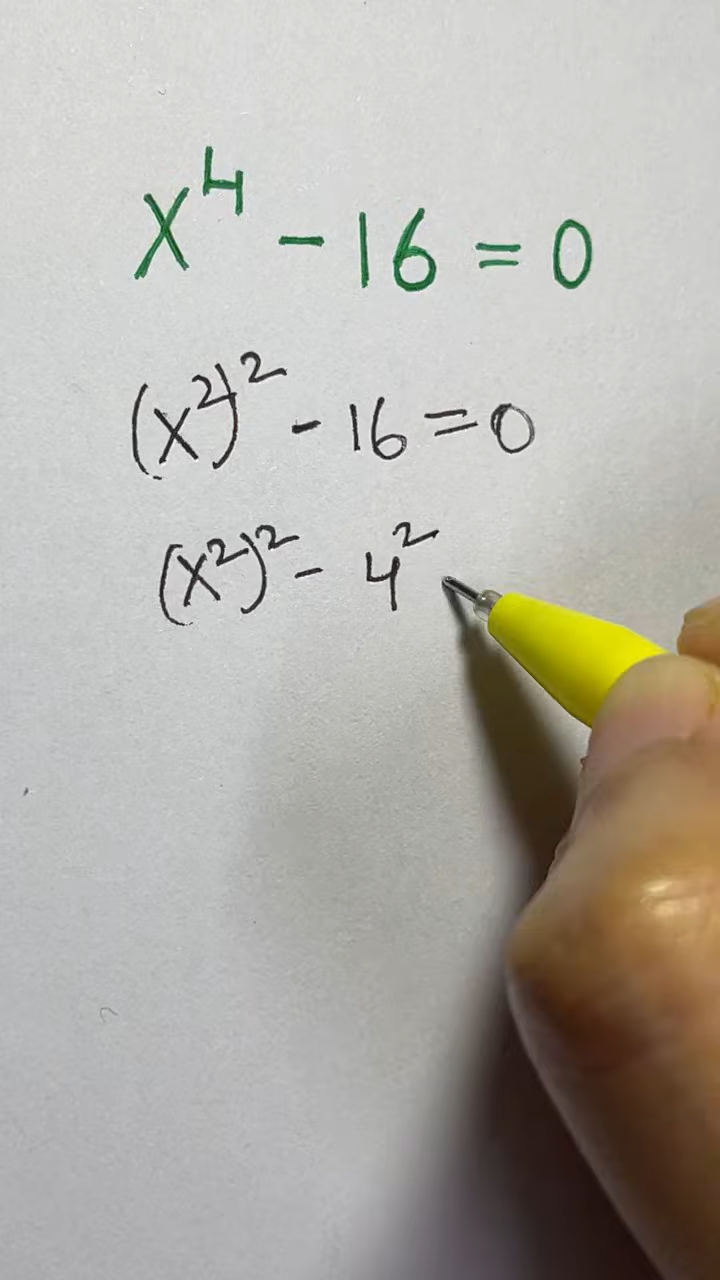 x⁴ - 16 = 0
(x²)² - 16 = 0
(x²)² - 4²